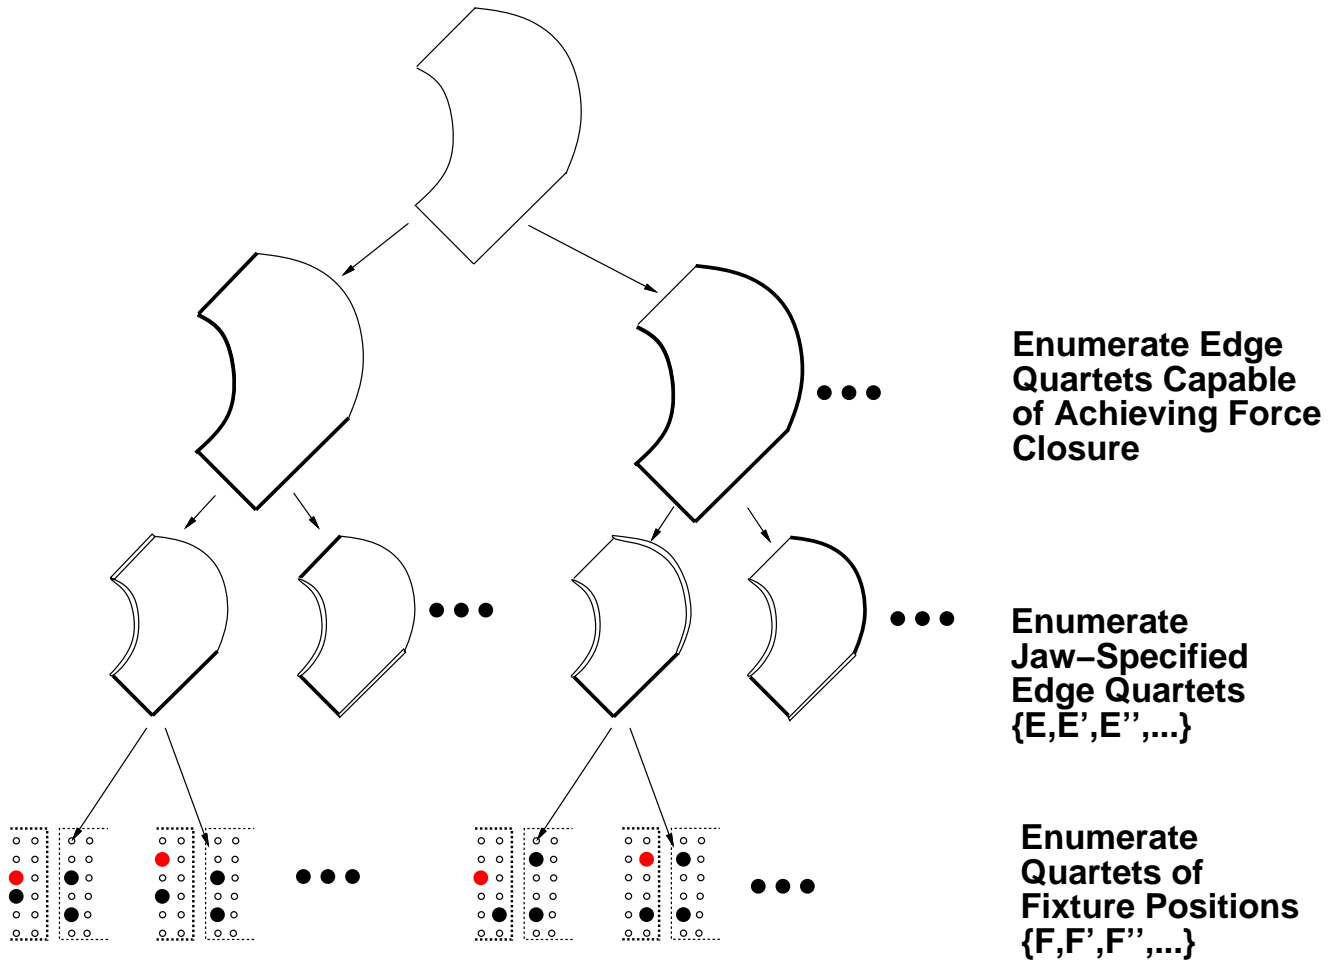 Enumerate Edge
Quartets Capable
of Achieving Force
Closure
Enumerate
Jaw−Specified
Edge Quartets
{E,E’,E’’,...}
Enumerate
Quartets of
Fixture Positions
{F,F’,F’’,...}